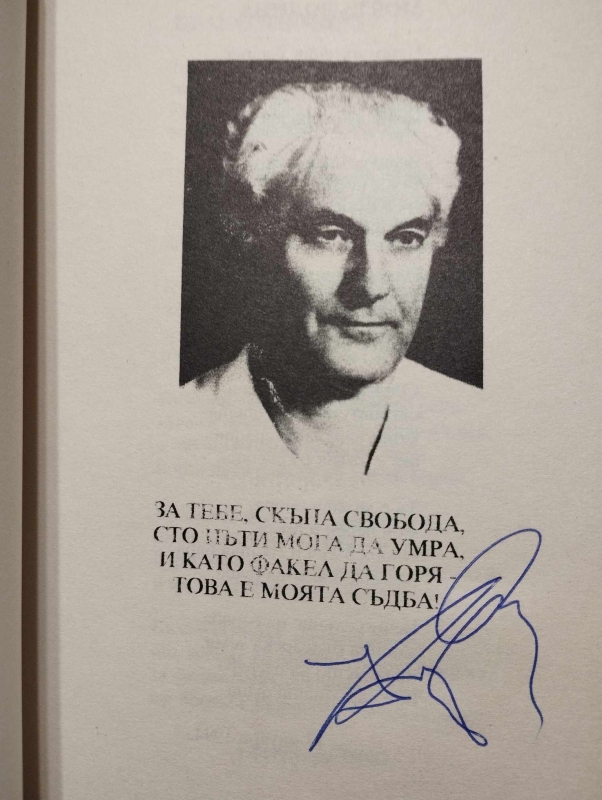 ЗА ТЕБЕ, СКЪПА СВОБОДА,
СТО ПЪТИ МОГА ДА УМРА,
И КАТО ФАКЕЛ ДА ГОРЯ -
ТОВА Е МОЯТА СЪДБА!